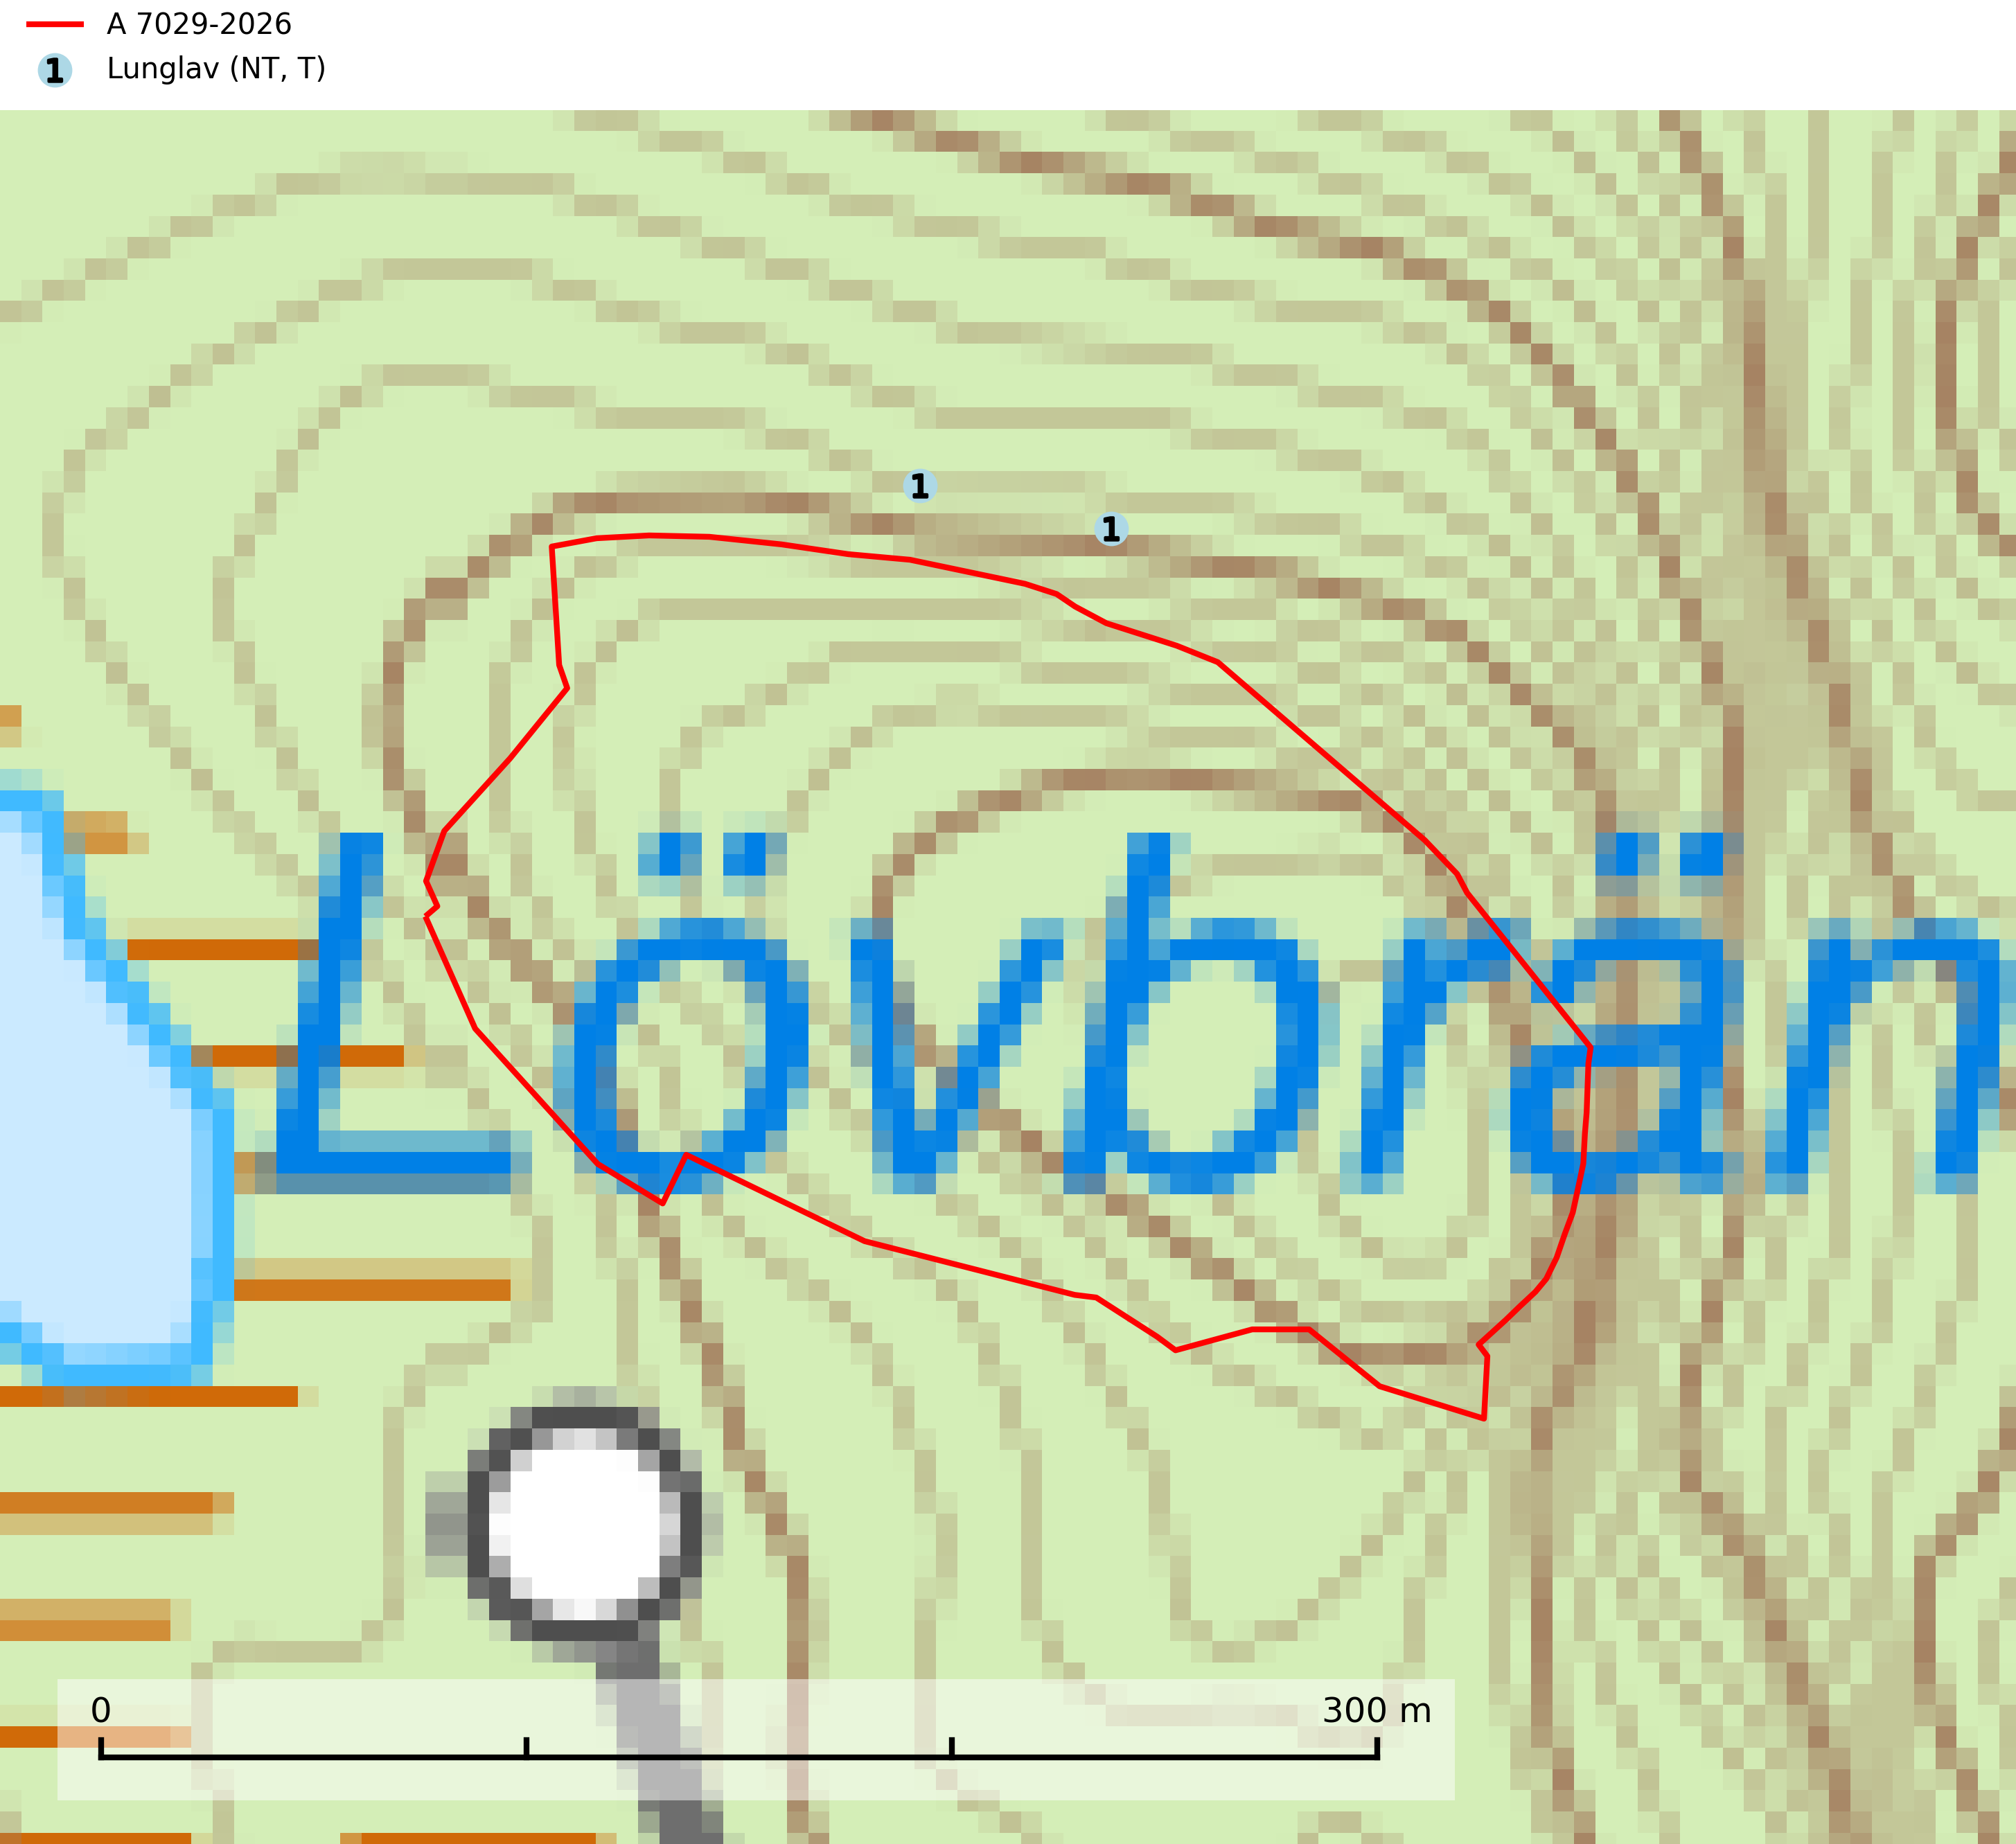 A 7029-2026
1 Lunglav (NT, T)
1
1
Lövbrän
0 300 m